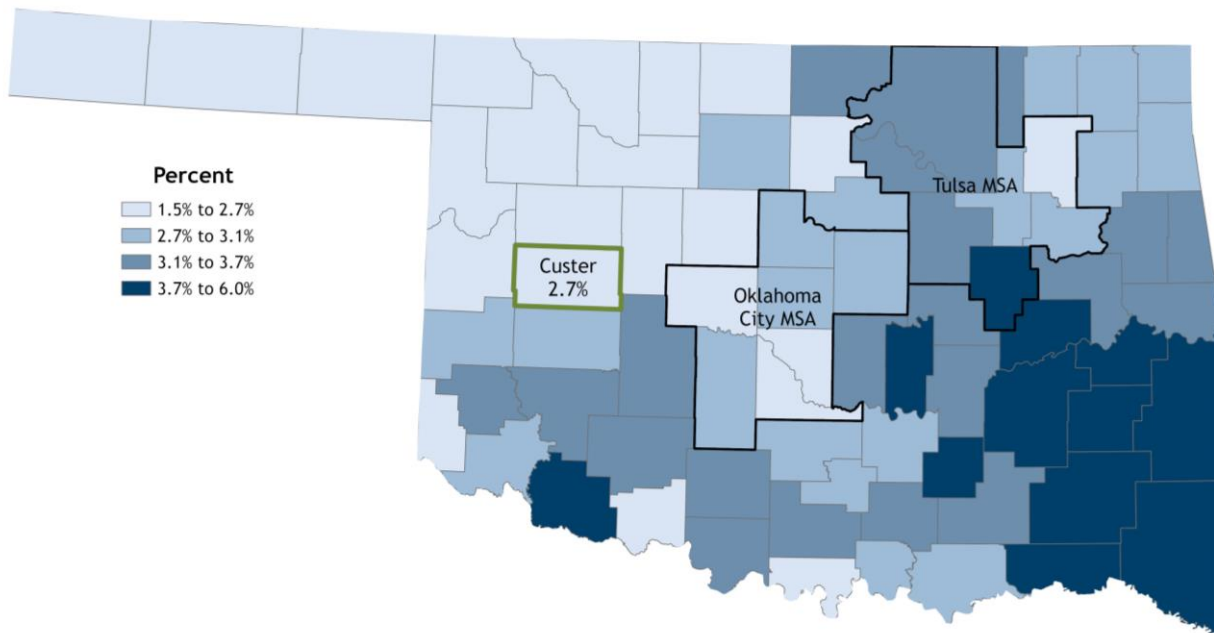 Percent
1.5% to 2.7%
2.7% to 3.1%
3.1% to 3.7%
3.7% to 6.0%
Tulsa MSA
Custer
2.7%
Oklahoma
City MSA